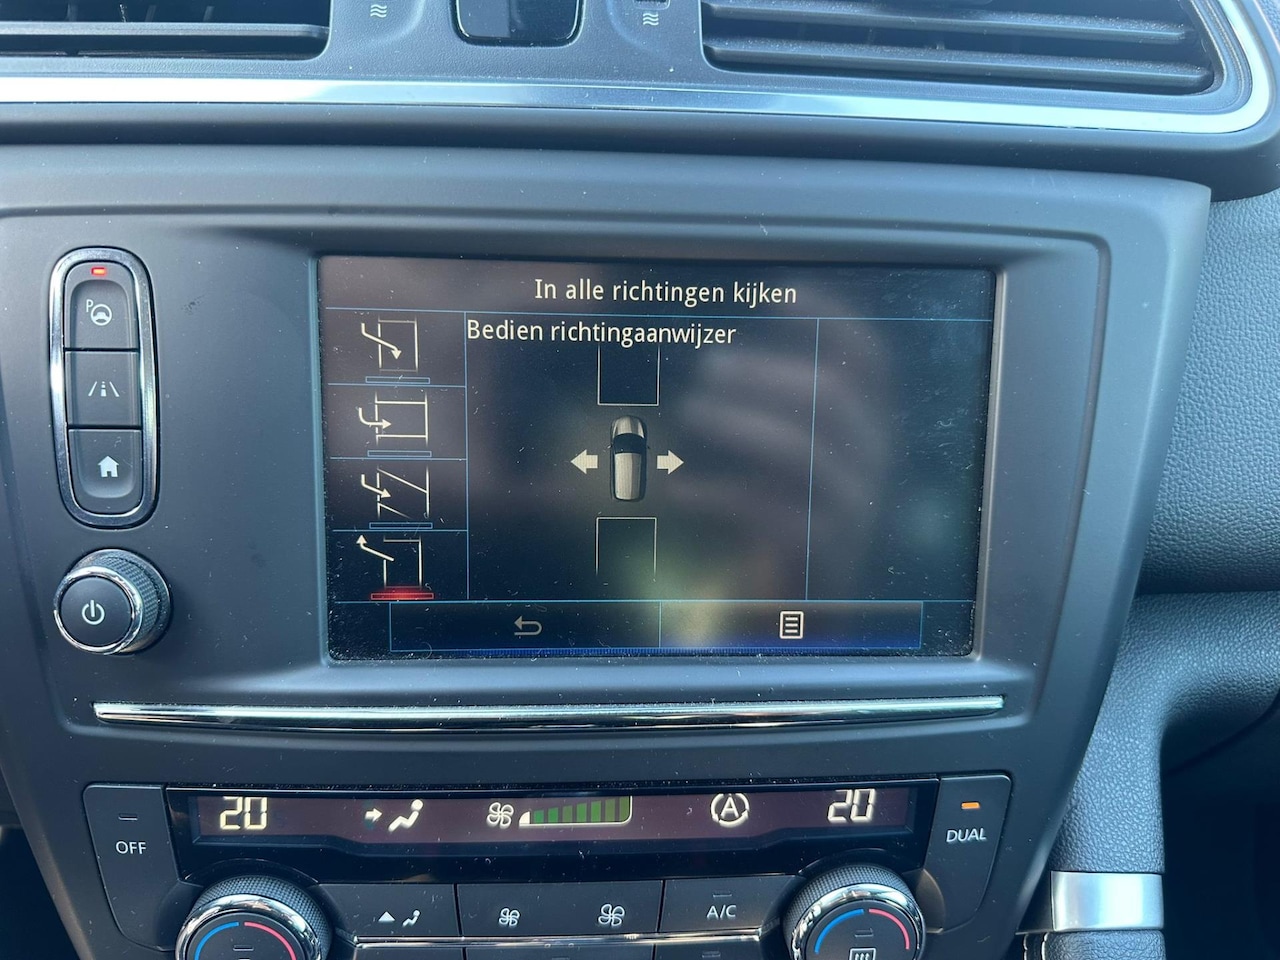 In alle richtingen kijken
Bedien richtingaanwijzer
P
20
A
20
OFF
DUAL
A/C